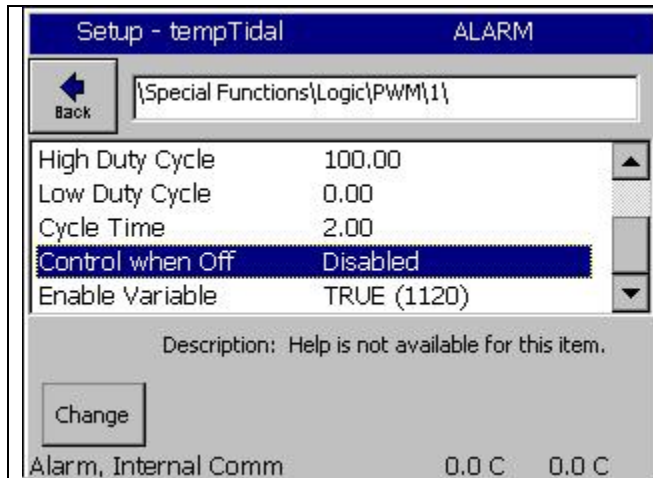 Setup - tempTidal ALARM
Back \Special Functions\Logic\PWM\1\
High Duty Cycle 100.00
Low Duty Cycle 0.00
Cycle Time 2.00
Control when Off Disabled
Enable Variable TRUE (1120)
Description: Help is not available for this item.
Change
Alarm, Internal Comm 0.0 C 0.0 C